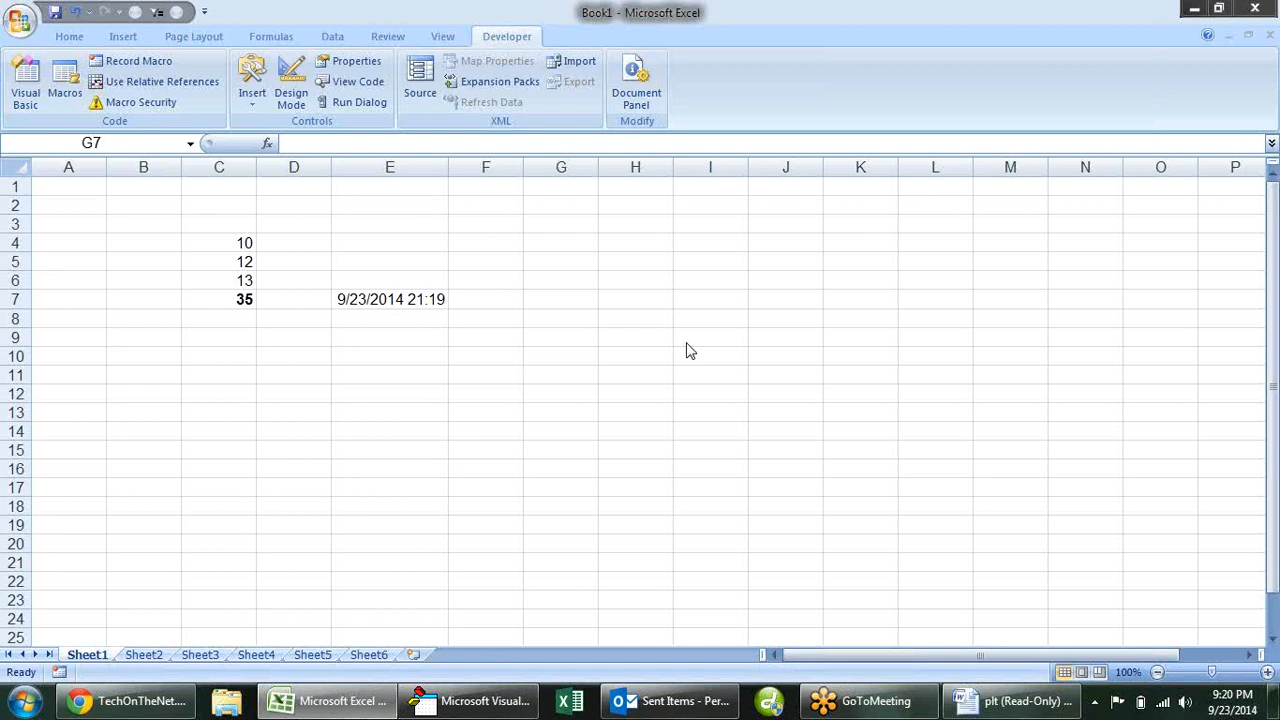 Book1 - Microsoft Excel
Home Insert Page Layout Formulas Data Review View Developer
Visual Basic
Macros
Record Macro
Use Relative References
Macro Security
Code
Insert
Design Mode
Properties
View Code
Run Dialog
Controls
Source
Map Properties
Expansion Packs
Refresh Data
Import
Export
XML
Document Panel
Modify
G7 fx
A B C D E F G H I J K L M N O P
1
2
3
4 10
5 12
6 13
7 35 9/23/2014 21:19
8
9
10
11
12
13
14
15
16
17
18
19
20
21
22
23
24
25
Sheet1 Sheet2 Sheet3 Sheet4 Sheet5 Sheet6
Ready 100%
TechOnTheNet.... Microsoft Excel ... Microsoft Visual... Sent Items - Per... GoToMeeting plt (Read-Only) ... 9:20 PM
9/23/2014